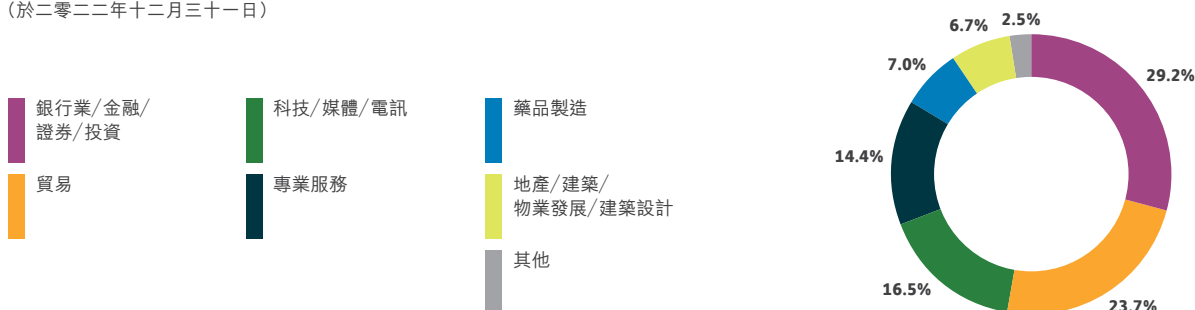 （於二零二二年十二月三十一日）
銀行業/金融/
證券/投資
貿易
科技/媒體/電訊
專業服務
藥品製造
地產/建築/
物業發展/建築設計
其他
2.5%
6.7%
7.0%
29.2%
14.4%
16.5%
23.7%